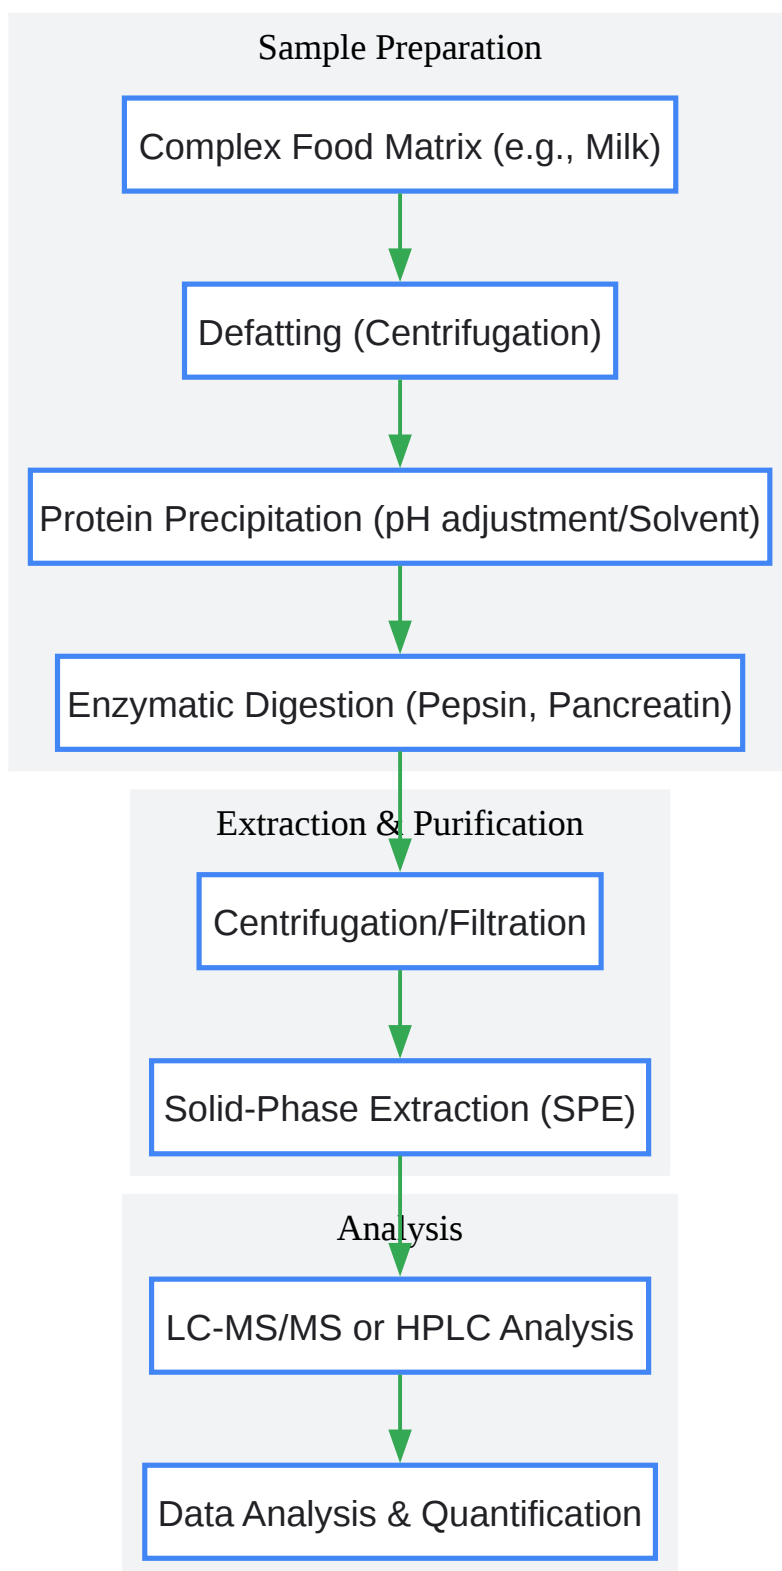 Sample Preparation
Complex Food Matrix (e.g., Milk)
Defatting (Centrifugation)
Protein Precipitation (pH adjustment/Solvent)
Enzymatic Digestion (Pepsin, Pancreatin)
Extraction & Purification
Centrifugation/Filtration
Solid-Phase Extraction (SPE)
Analysis
LC-MS/MS or HPLC Analysis
Data Analysis & Quantification